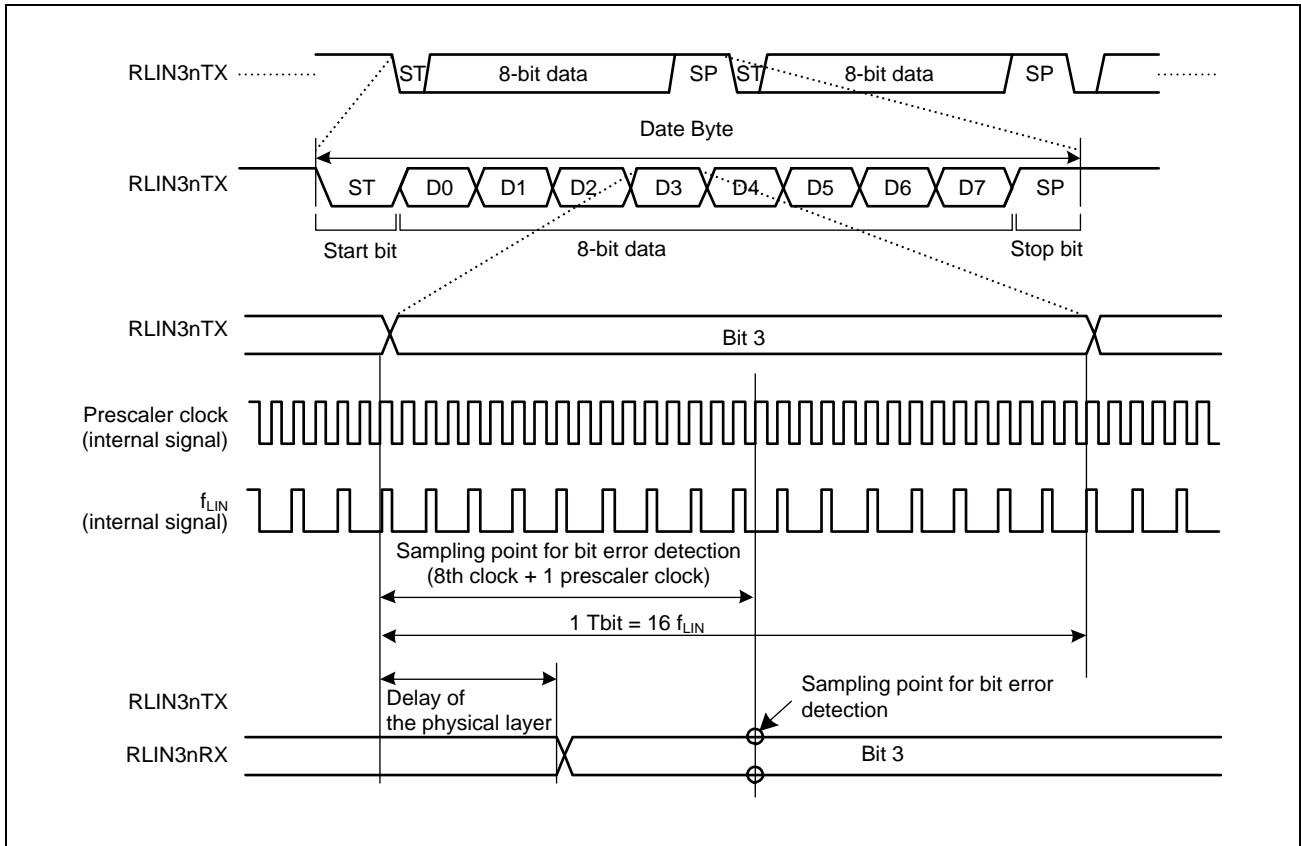 RLIN3nTX
ST 8-bit data SP ST 8-bit data SP
Date Byte
RLIN3nTX
ST D0 D1 D2 D3 D4 D5 D6 D7 SP
Start bit 8-bit data Stop bit
RLIN3nTX
Bit 3
Prescaler clock
(internal signal)
fLIN
(internal signal)
Sampling point for bit error detection
(8th clock + 1 prescaler clock)
1 Tbit = 16 fLIN
RLIN3nTX
Delay of
the physical layer
Sampling point for bit error
detection
RLIN3nRX
Bit 3